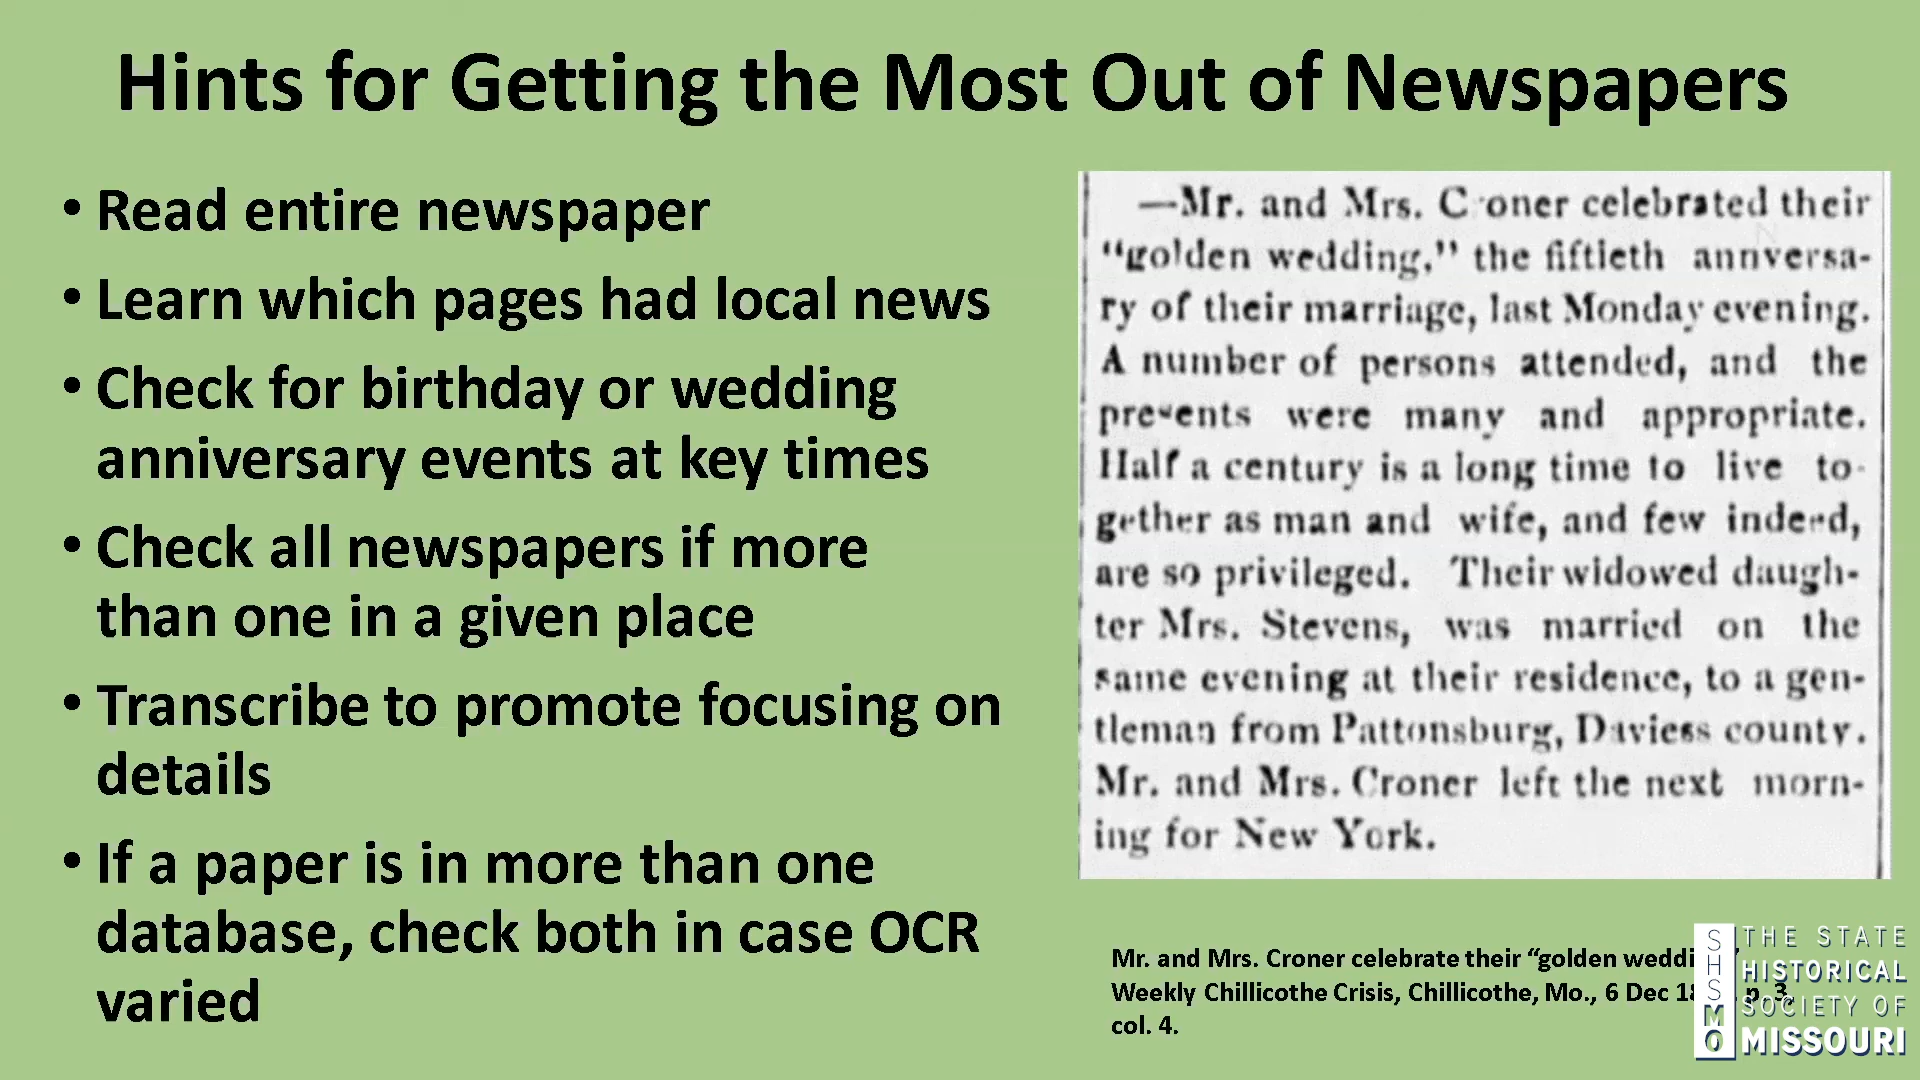 Hints for Getting the Most Out of Newspapers
• Read entire newspaper
• Learn which pages had local news
• Check for birthday or wedding
anniversary events at key times
• Check all newspapers if more
than one in a given place
• Transcribe to promote focusing on
details
• If a paper is in more than one
database, check both in case OCR
varied
—Mr. and Mrs. C oner celebrated their
“golden wedding,” the fiftieth annversa-
ry of their marriage, last Monday evening.
A number of persons attended, and the
presents were many and appropriate.
Half a century is a long time to live to-
gether as man and wife, and few indeed,
are so privileged. Their widowed daugh-
ter Mrs. Stevens, was married on the
same evening at their residence, to a gen-
tleman from Pattonsburg, Daviess county.
Mr. and Mrs. Croner left the next morn-
ing for New York.
Mr. and Mrs. Croner celebrate their “golden
Weekly Chillicothe Crisis, Chillicothe, Mo., 6 Dec p. 3,
col. 4.
SHSMO
THE STATE
HISTORICAL
SOCIETY OF
MISSOURI